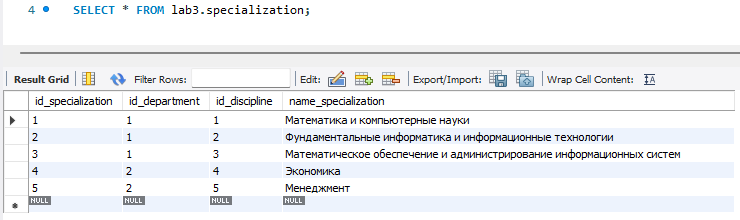 4 SELECT * FROM lab3.specialization;
Result Grid Filter Rows: Edit: Export/Import: Wrap Cell Content: IA
id_specialization id_department id_discipline name_specialization
1 1 1 Математика и компьютерные науки
2 1 2 Фундаментальные информатика и информационные технологии
3 1 3 Математическое обеспечение и администрирование информационных систем
4 2 4 Экономика
5 2 5 Менеджмент
NULL NULL NULL NULL